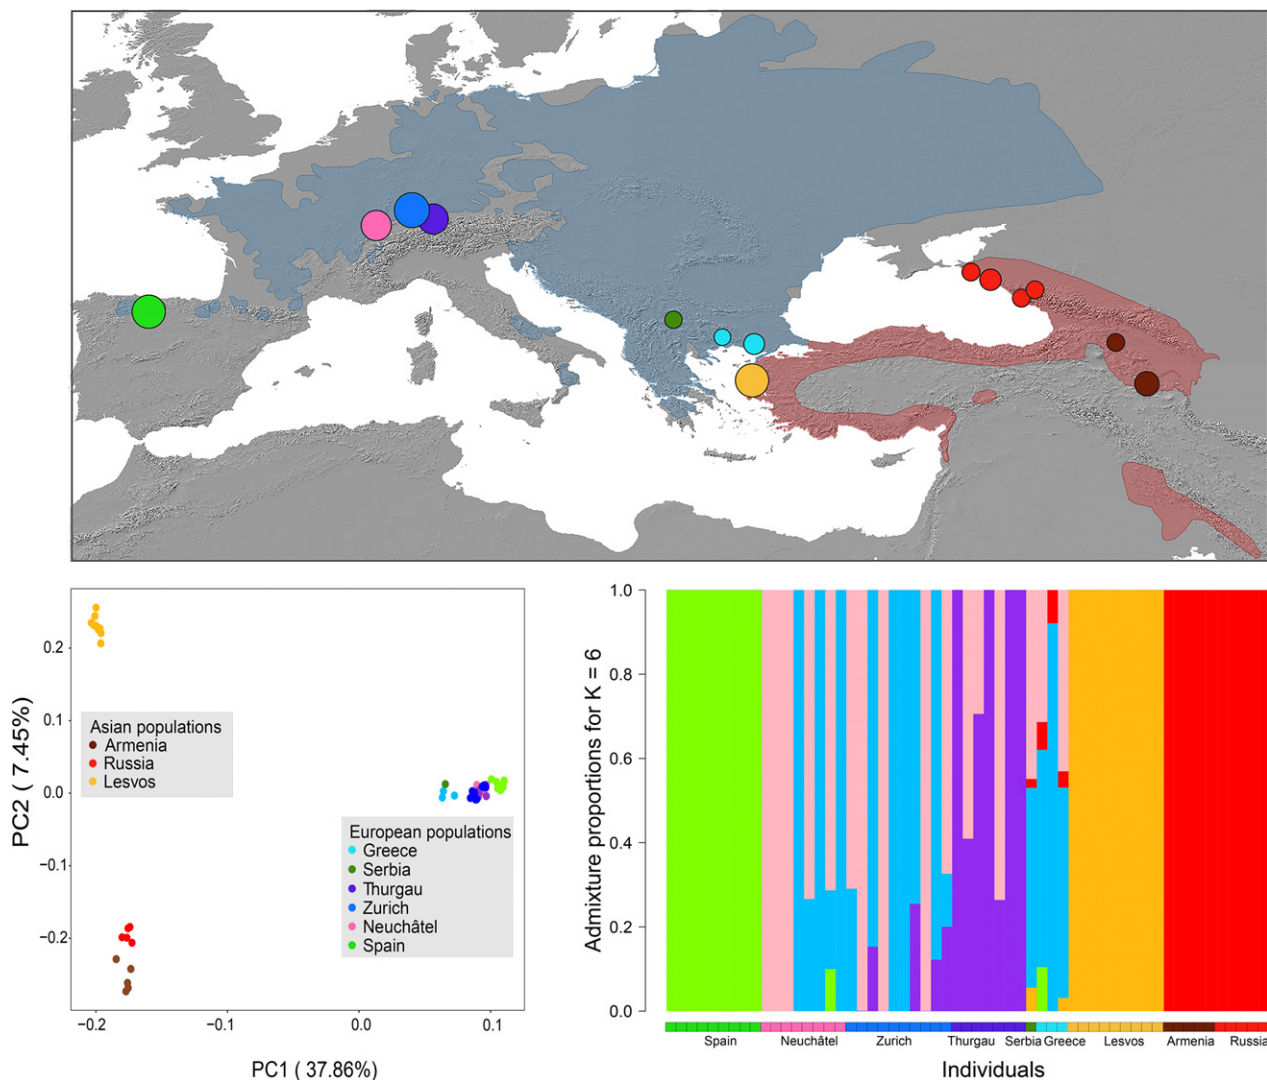 0.2
0.1
0.0
−0.1
−0.2
PC2 ( 7.45%)
Asian populations
Armenia
Russia
Lesvos
European populations
Greece
Serbia
Thurgau
Zurich
Neuchâtel
Spain
−0.2
−0.1
0.0
0.1
PC1 ( 37.86%)
1.0
0.8
0.6
0.4
0.2
0.0
Admixture proportions for K = 6
Spain Neuchâtel Zurich Thurgau Serbia Greece Lesvos Armenia Russia
Individuals